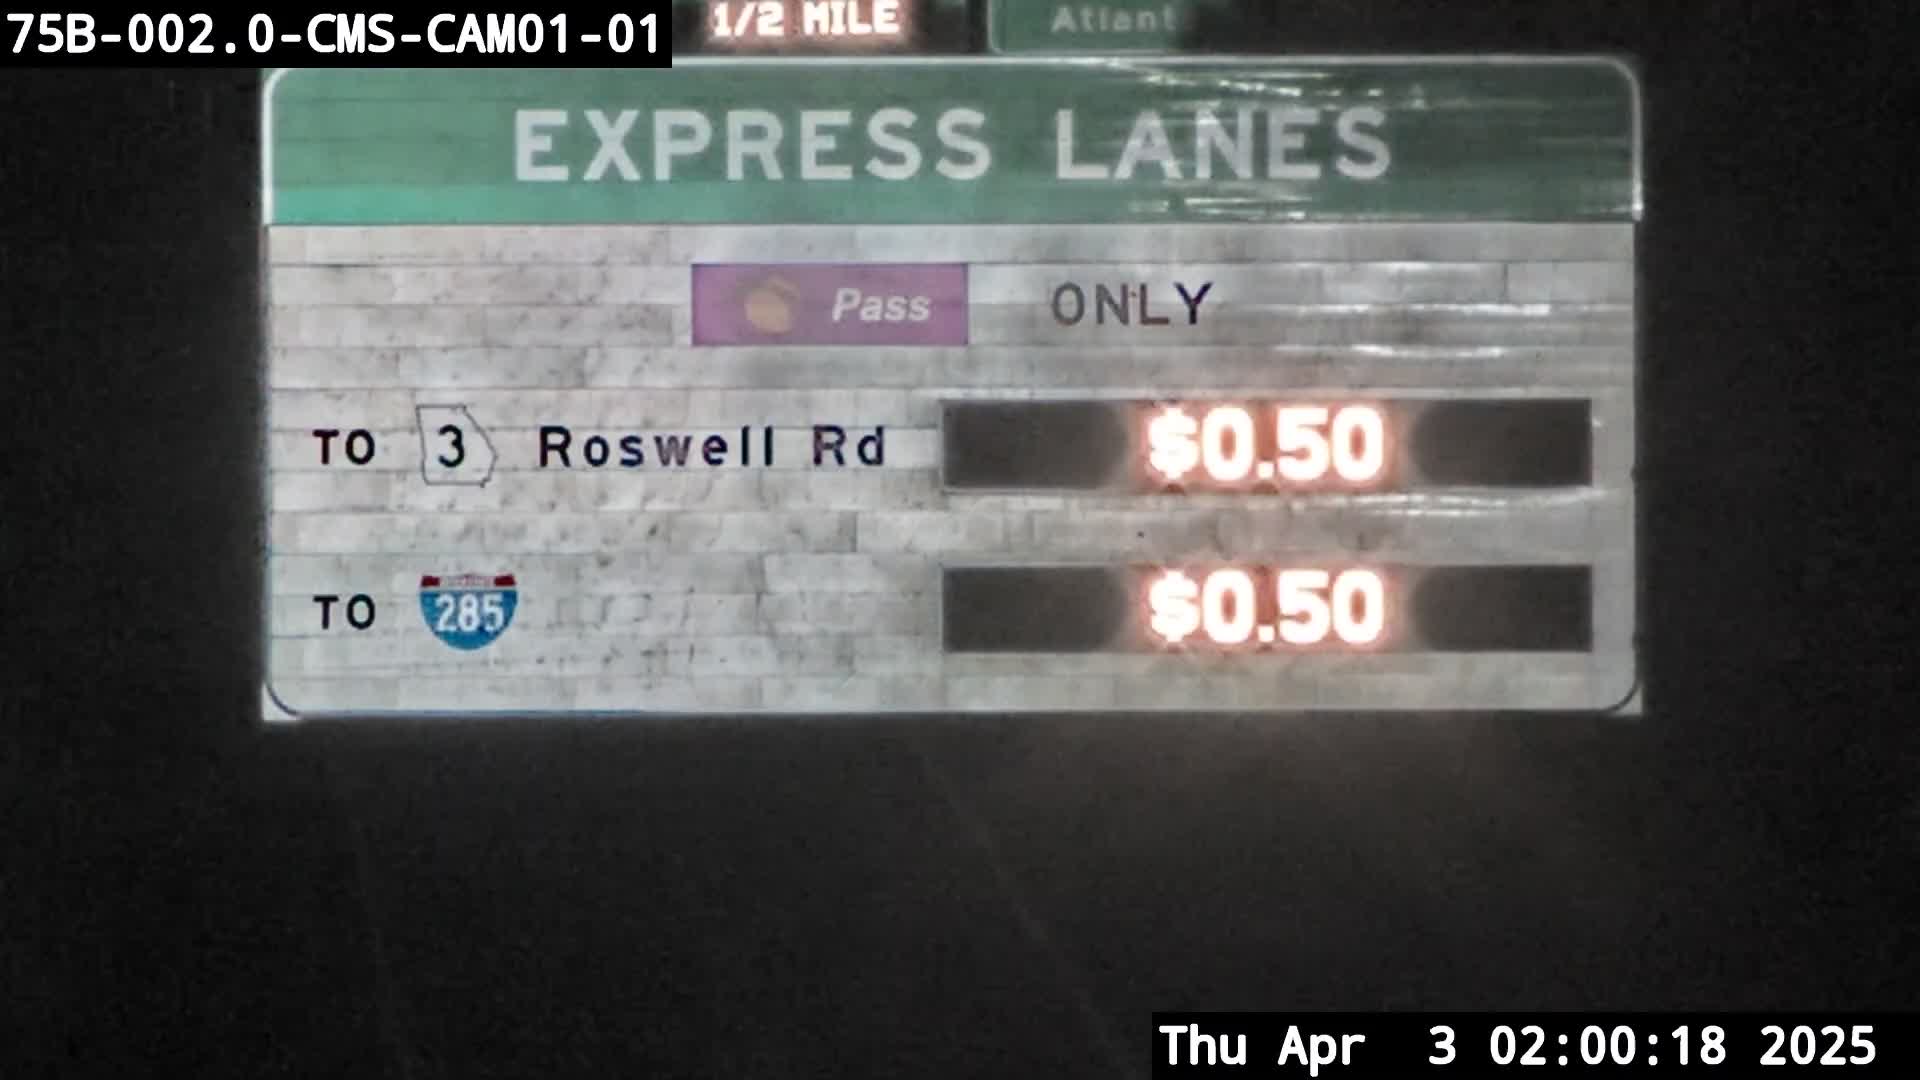 75B-002.0-CMS-CAM01-01
1/2 MILE
EXPRESS LANES
Pass ONLY
TO 3 Roswell Rd $0.50
TO 285 $0.50
Thu Apr 3 02:00:18 2025